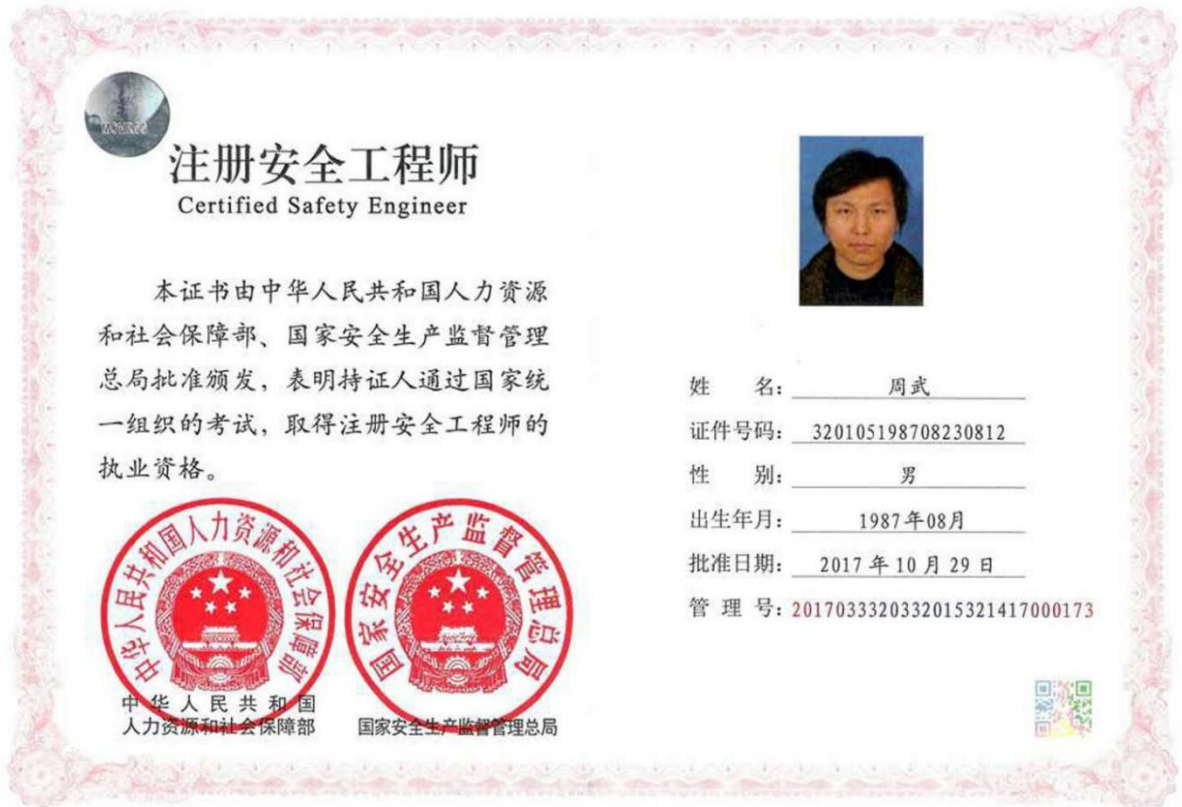 注册安全工程师
Certified Safety Engineer
本证书由中华人民共和国人力资源
和社会保障部、国家安全生产监督管理
总局批准颁发，表明持证人通过国家统
一组织的考试，取得注册安全工程师的
执业资格。
中华人民共和国人力资源和社会保障部
国家安全生产监督管理总局
中华人民共和国
人力资源和社会保障部
国家安全生产监督管理总局
姓名：周武
证件号码：320105198708230812
性别：男
出生年月：1987年08月
批准日期：2017年10月29日
管理号：2017033320332015321417000173